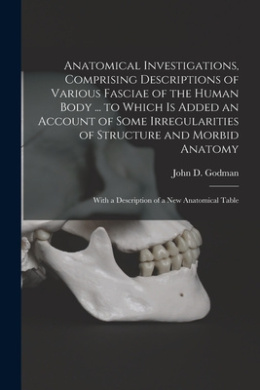 Anatomical Investigations,
Comprising Descriptions of Various
Fasciae of the Human Body ... to Which Is
Added an Account of Some Irregularities
of Structure and Morbid
Anatomy
John D. Godman
With a Description of a New Anatomical Table